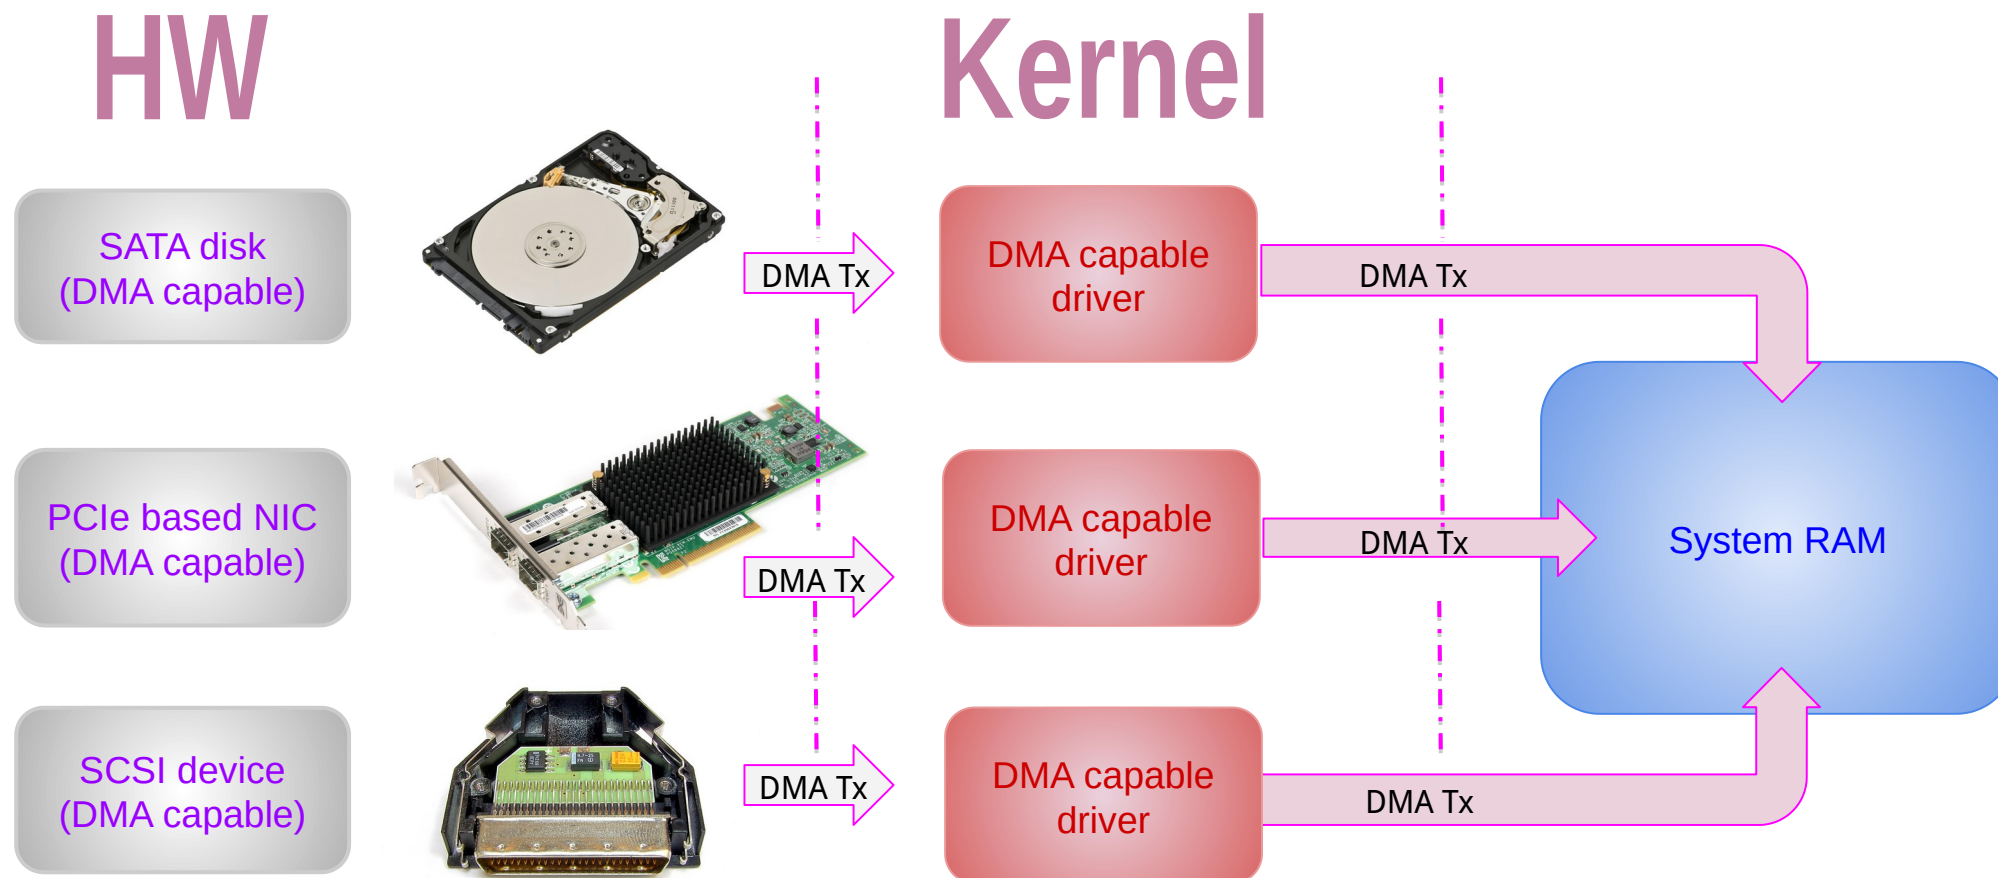 HW
Kernel
SATA disk
(DMA capable)
DMA Tx
DMA capable
driver
DMA Tx
PCIe based NIC
(DMA capable)
DMA Tx
DMA capable
driver
DMA Tx
System RAM
SCSI device
(DMA capable)
DMA Tx
DMA capable
driver
DMA Tx